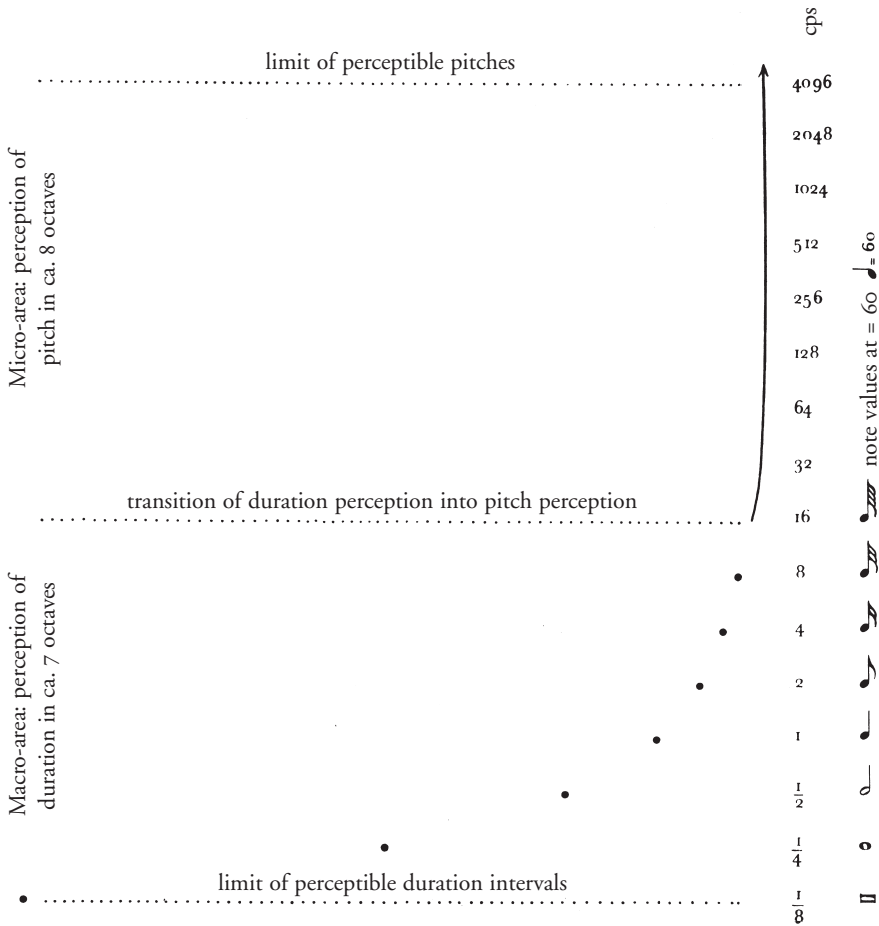 cps
limit of perceptible pitches
4096
2048
1024
512
256
128
64
32
16
8
4
2
1
1/2
1/4
1/8
Micro-area: perception of
pitch in ca. 8 octaves
transition of duration perception into pitch perception
Macro-area: perception of
duration in ca. 7 octaves
limit of perceptible duration intervals
note values at = 60 ♩= 60